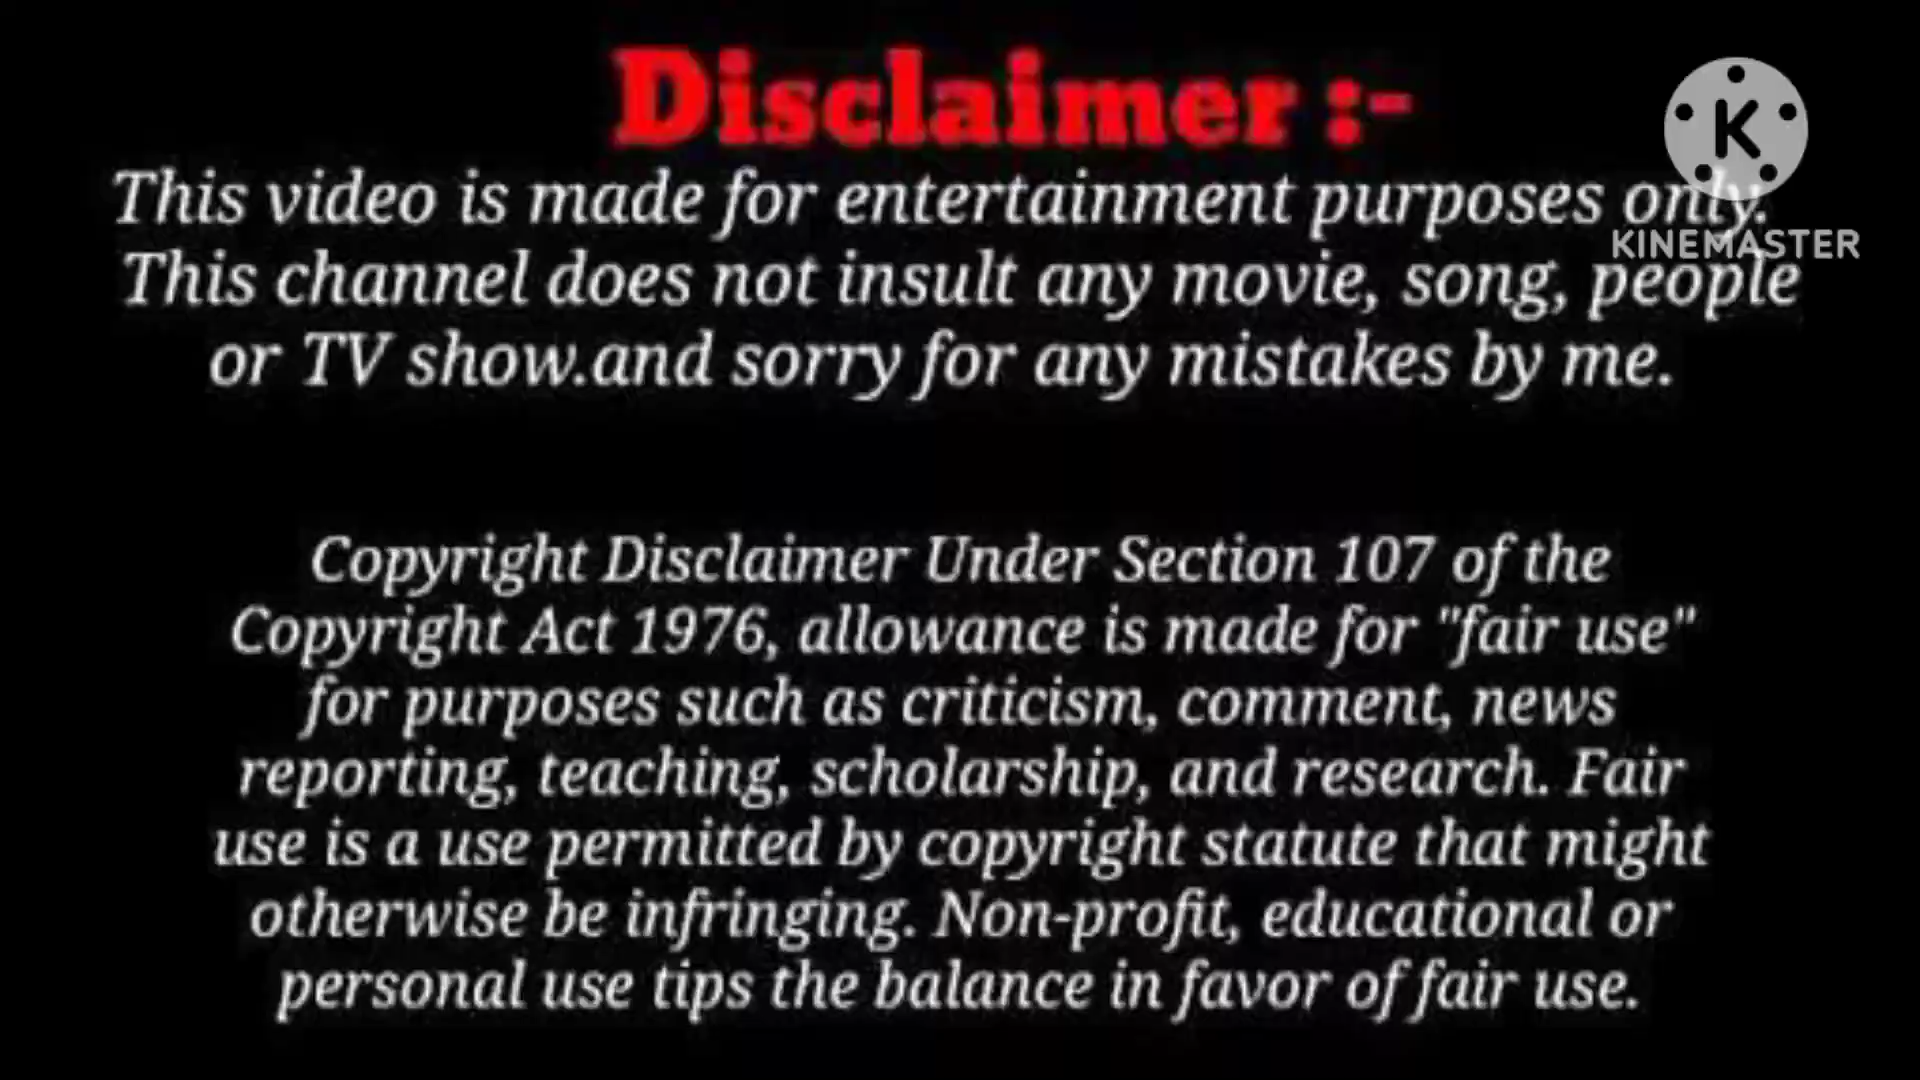 Disclaimer :-
K
This video is made for entertainment purposes only.
KINEMASTER
This channel does not insult any movie, song, people
or TV show.and sorry for any mistakes by me.
Copyright Disclaimer Under Section 107 of the
Copyright Act 1976, allowance is made for "fair use"
for purposes such as criticism, comment, news
reporting, teaching, scholarship, and research. Fair
use is a use permitted by copyright statute that might
otherwise be infringing. Non-profit, educational or
personal use tips the balance in favor of fair use.